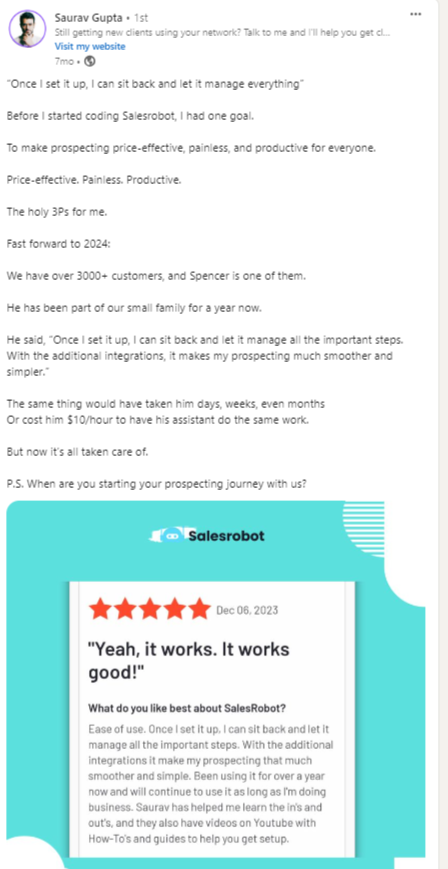 Saurav Gupta • 1st
Still getting new clients using your network? Talk to me and I'll help you get cl...
Visit my website
7mo •
"Once I set it up, I can sit back and let it manage everything"
Before I started coding Salesrobot, I had one goal.
To make prospecting price-effective, painless, and productive for everyone.
Price-effective. Painless. Productive.
The holy 3Ps for me.
Fast forward to 2024:
We have over 3000+ customers, and Spencer is one of them.
He has been part of our small family for a year now.
He said, "Once I set it up, I can sit back and let it manage all the important steps.
With the additional integrations, it makes my prospecting much smoother and
simpler."
The same thing would have taken him days, weeks, even months
Or cost him $10/hour to have his assistant do the same work.
But now it's all taken care of.
P.S. When are you starting your prospecting journey with us?
Salesrobot
Dec 06, 2023
"Yeah, it works. It works
good!"
What do you like best about SalesRobot?
Ease of use. Once I set it up, I can sit back and let it
manage all the important steps. With the additional
integrations it make my prospecting that much
smoother and simple. Been using it for over a year
now and will continue to use it as long as I'm doing
business. Saurav has helped me learn the in's and
out's, and they also have videos on Youtube with
How-To's and guides to help you get setup.